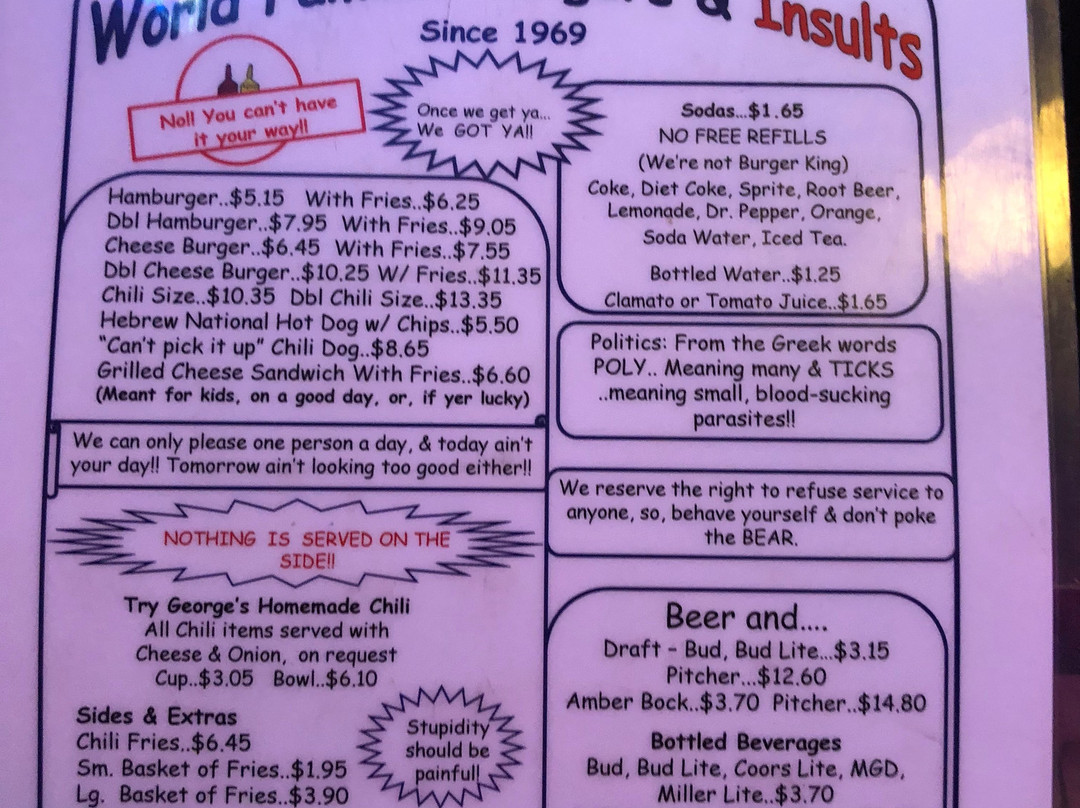 World
& Insults
Since 1969
No!! You can't have
it your way!!
Once we get ya...
We GOT YA!!
Hamburger..$5.15 With Fries..$6.25
Dbl Hamburger..$7.95 With Fries..$9.05
Cheese Burger..$6.45 With Fries..$7.55
Dbl Cheese Burger..$10.25 W/ Fries..$11.35
Chili Size..$10.35 Dbl Chili Size..$13.35
Hebrew National Hot Dog w/ Chips..$5.50
"Can't pick it up" Chili Dog..$8.65
Grilled Cheese Sandwich With Fries..$6.60
(Meant for kids, on a good day, or, if yer lucky)
We can only please one person a day, & today ain't
your day!! Tomorrow ain't looking too good either!!
NOTHING IS SERVED ON THE
SIDE!!
Try George's Homemade Chili
All Chili items served with
Cheese & Onion, on request
Cup..$3.05 Bowl..$6.10
Sides & Extras
Chili Fries..$6.45
Sm. Basket of Fries..$1.95
Lg. Basket of Fries..$3.90
Stupidity
should be
painful!
Sodas...$1.65
NO FREE REFILLS
(We're not Burger King)
Coke, Diet Coke, Sprite, Root Beer,
Lemonade, Dr. Pepper, Orange,
Soda Water, Iced Tea.
Bottled Water..$1.25
Clamato or Tomato Juice..$1.65
Politics: From the Greek words
POLY.. Meaning many & TICKS
..meaning small, blood-sucking
parasites!!
We reserve the right to refuse service to
anyone, so, behave yourself & don't poke
the BEAR.
Beer and....
Draft - Bud, Bud Lite...$3.15
Pitcher...$12.60
Amber Bock..$3.70 Pitcher..$14.80
Bottled Beverages
Bud, Bud Lite, Coors Lite, MGD,
Miller Lite..$3.70